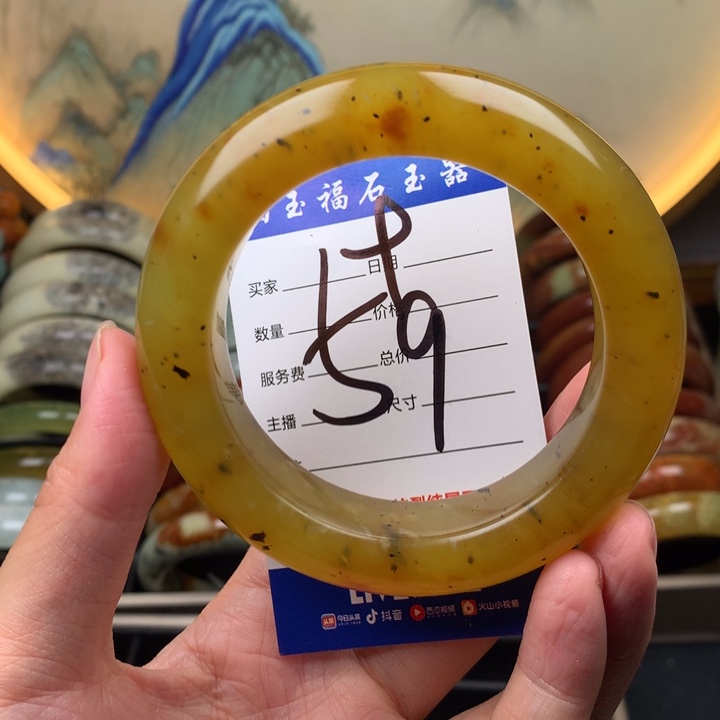 玉福石玉器
买家 日期
59
数量 价格
服务费 总价
主播 尺寸
今日头条 抖音 西瓜视频 火山小视频